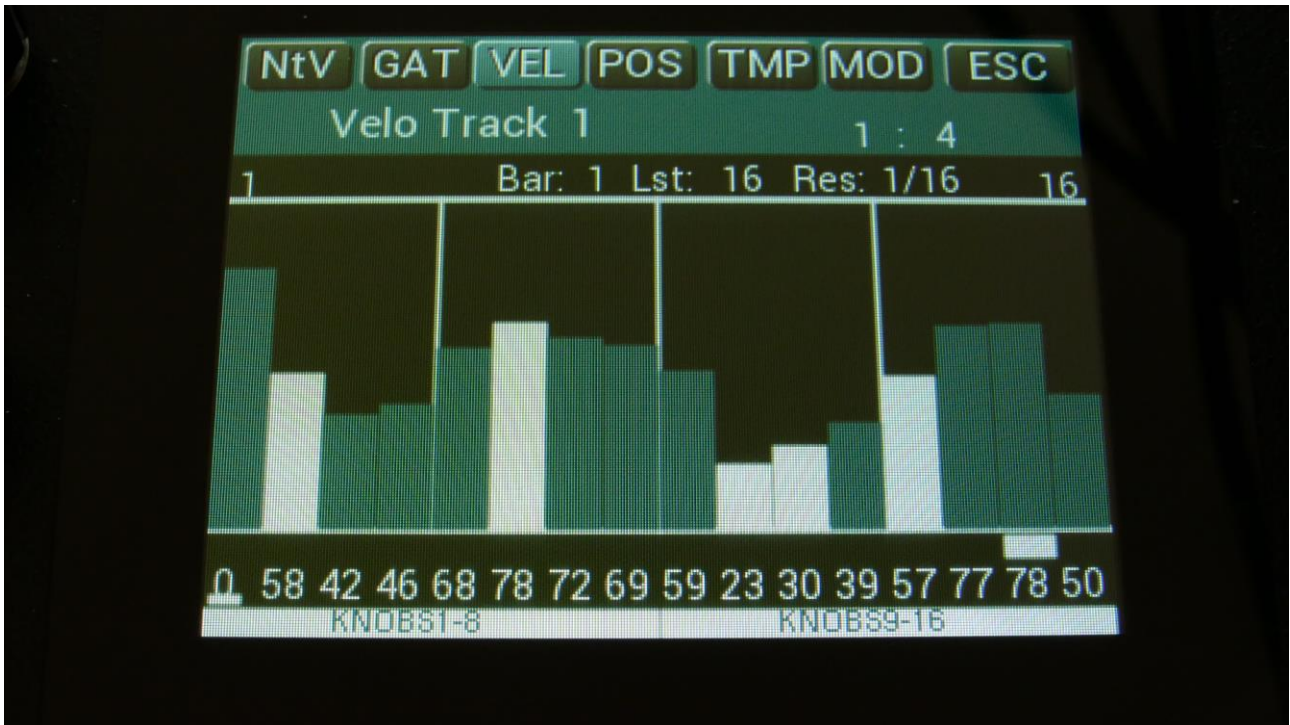 NtV GAT VEL POS TMP MOD ESC
Velo Track 1 1 : 4
1 Bar: 1 Lst: 16 Res: 1/16 16
0 58 42 46 68 78 72 69 59 23 30 39 57 77 78 50
KNOBS1-8 KNOBS9-16